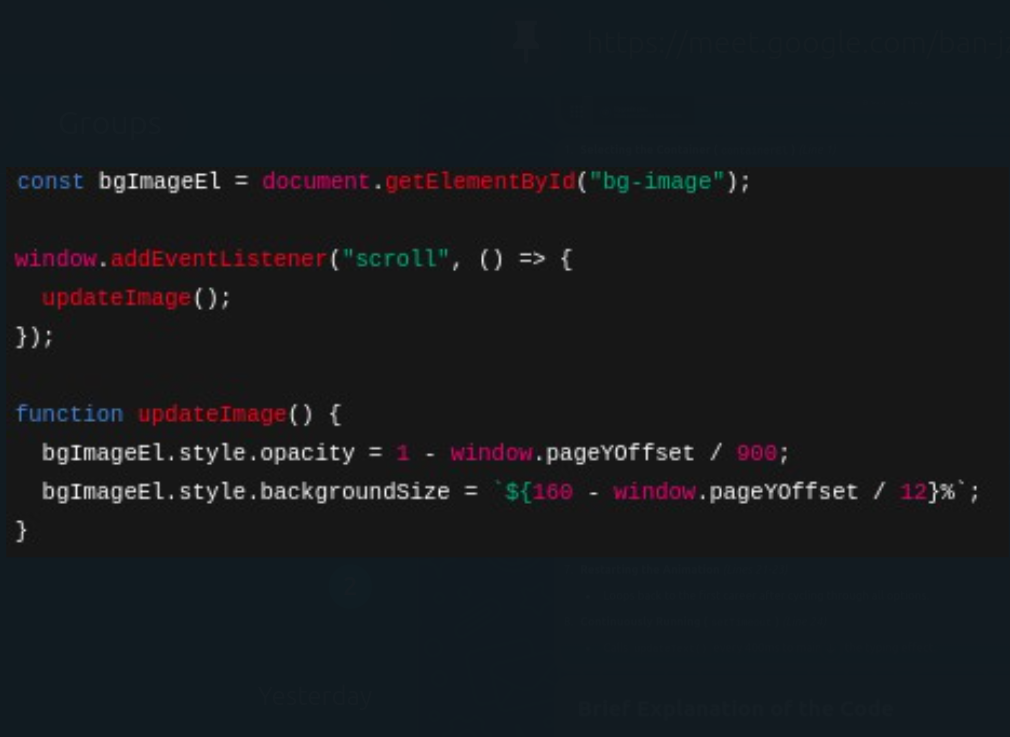 https://meet.google.com/ban-j
Groups
const bgImageEl = document.getElementById("bg-image");
window.addEventListener("scroll", () => {
  updateImage();
});
function updateImage() {
  bgImageEl.style.opacity = 1 - window.pageYOffset / 900;
  bgImageEl.style.backgroundSize = `${160 - window.pageYOffset / 12}%`;
}
Yesterday
Brief Explanation of the Code